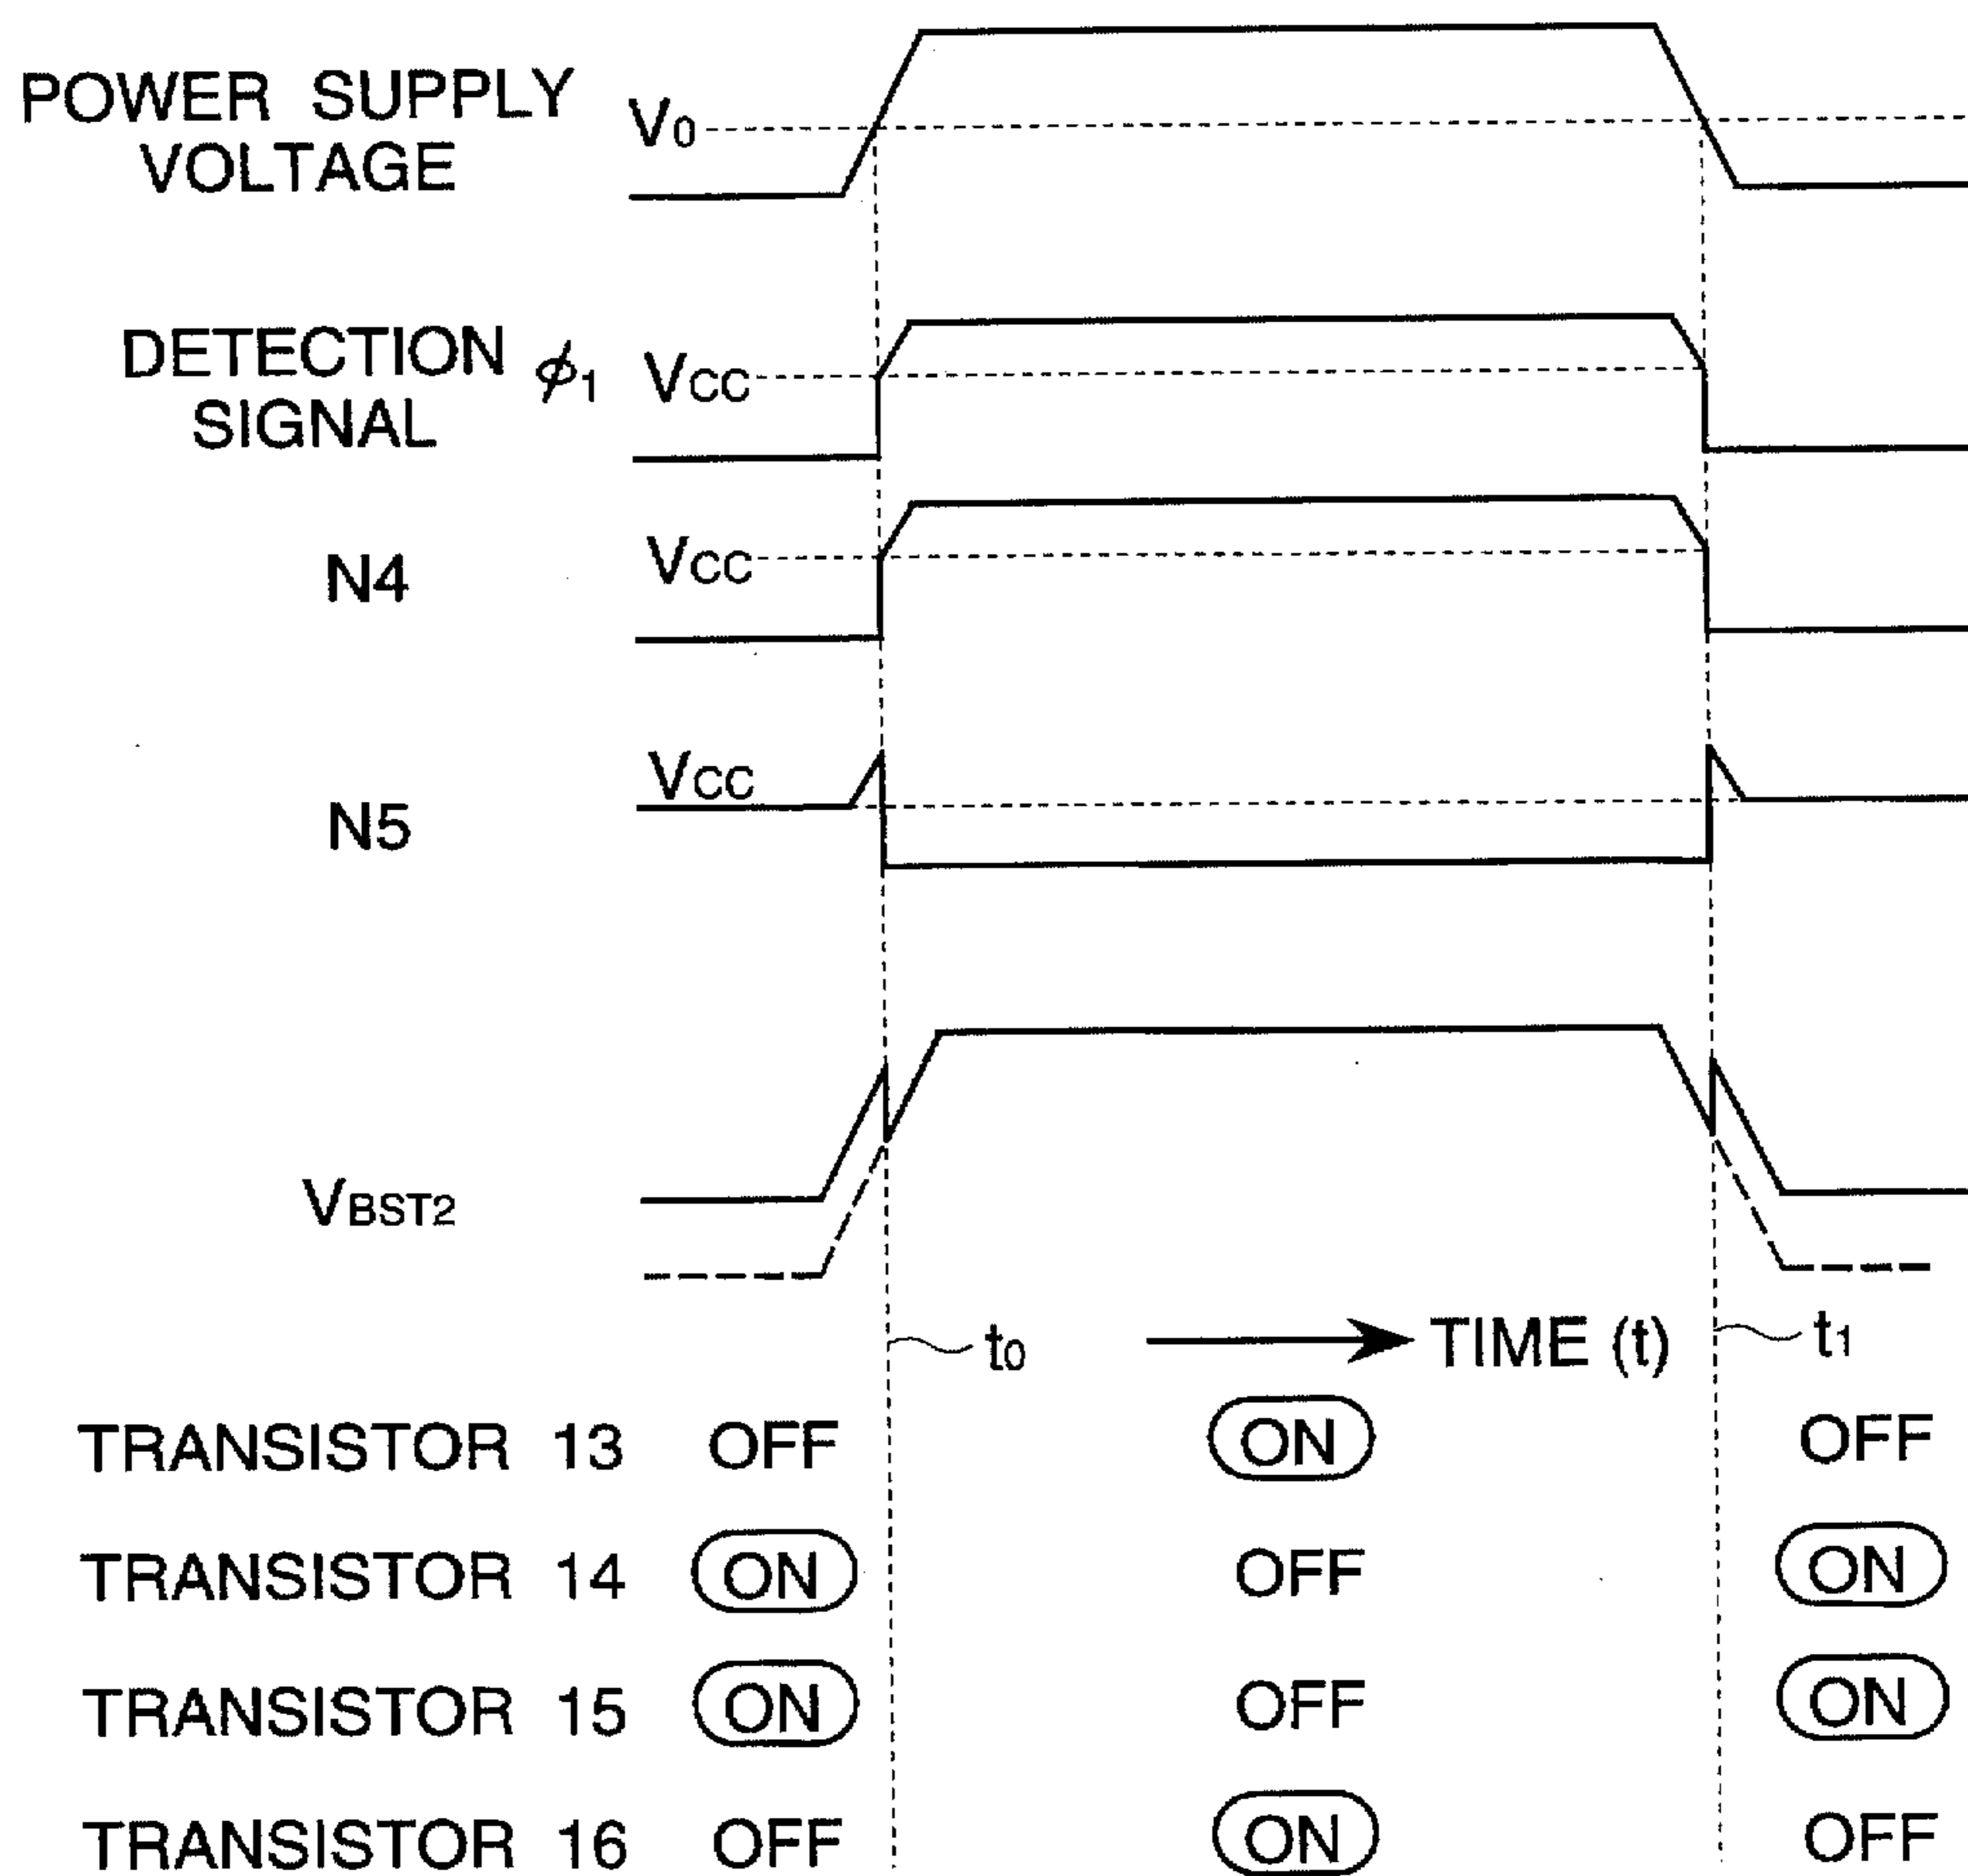 POWER SUPPLY
VOLTAGE
V0
DETECTION
SIGNAL
ϕ1
VCC
N4
VCC
N5
VCC
VBST2
t0
TIME (t)
t1
TRANSISTOR 13 OFF ON OFF
TRANSISTOR 14 ON OFF ON
TRANSISTOR 15 ON OFF ON
TRANSISTOR 16 OFF ON OFF